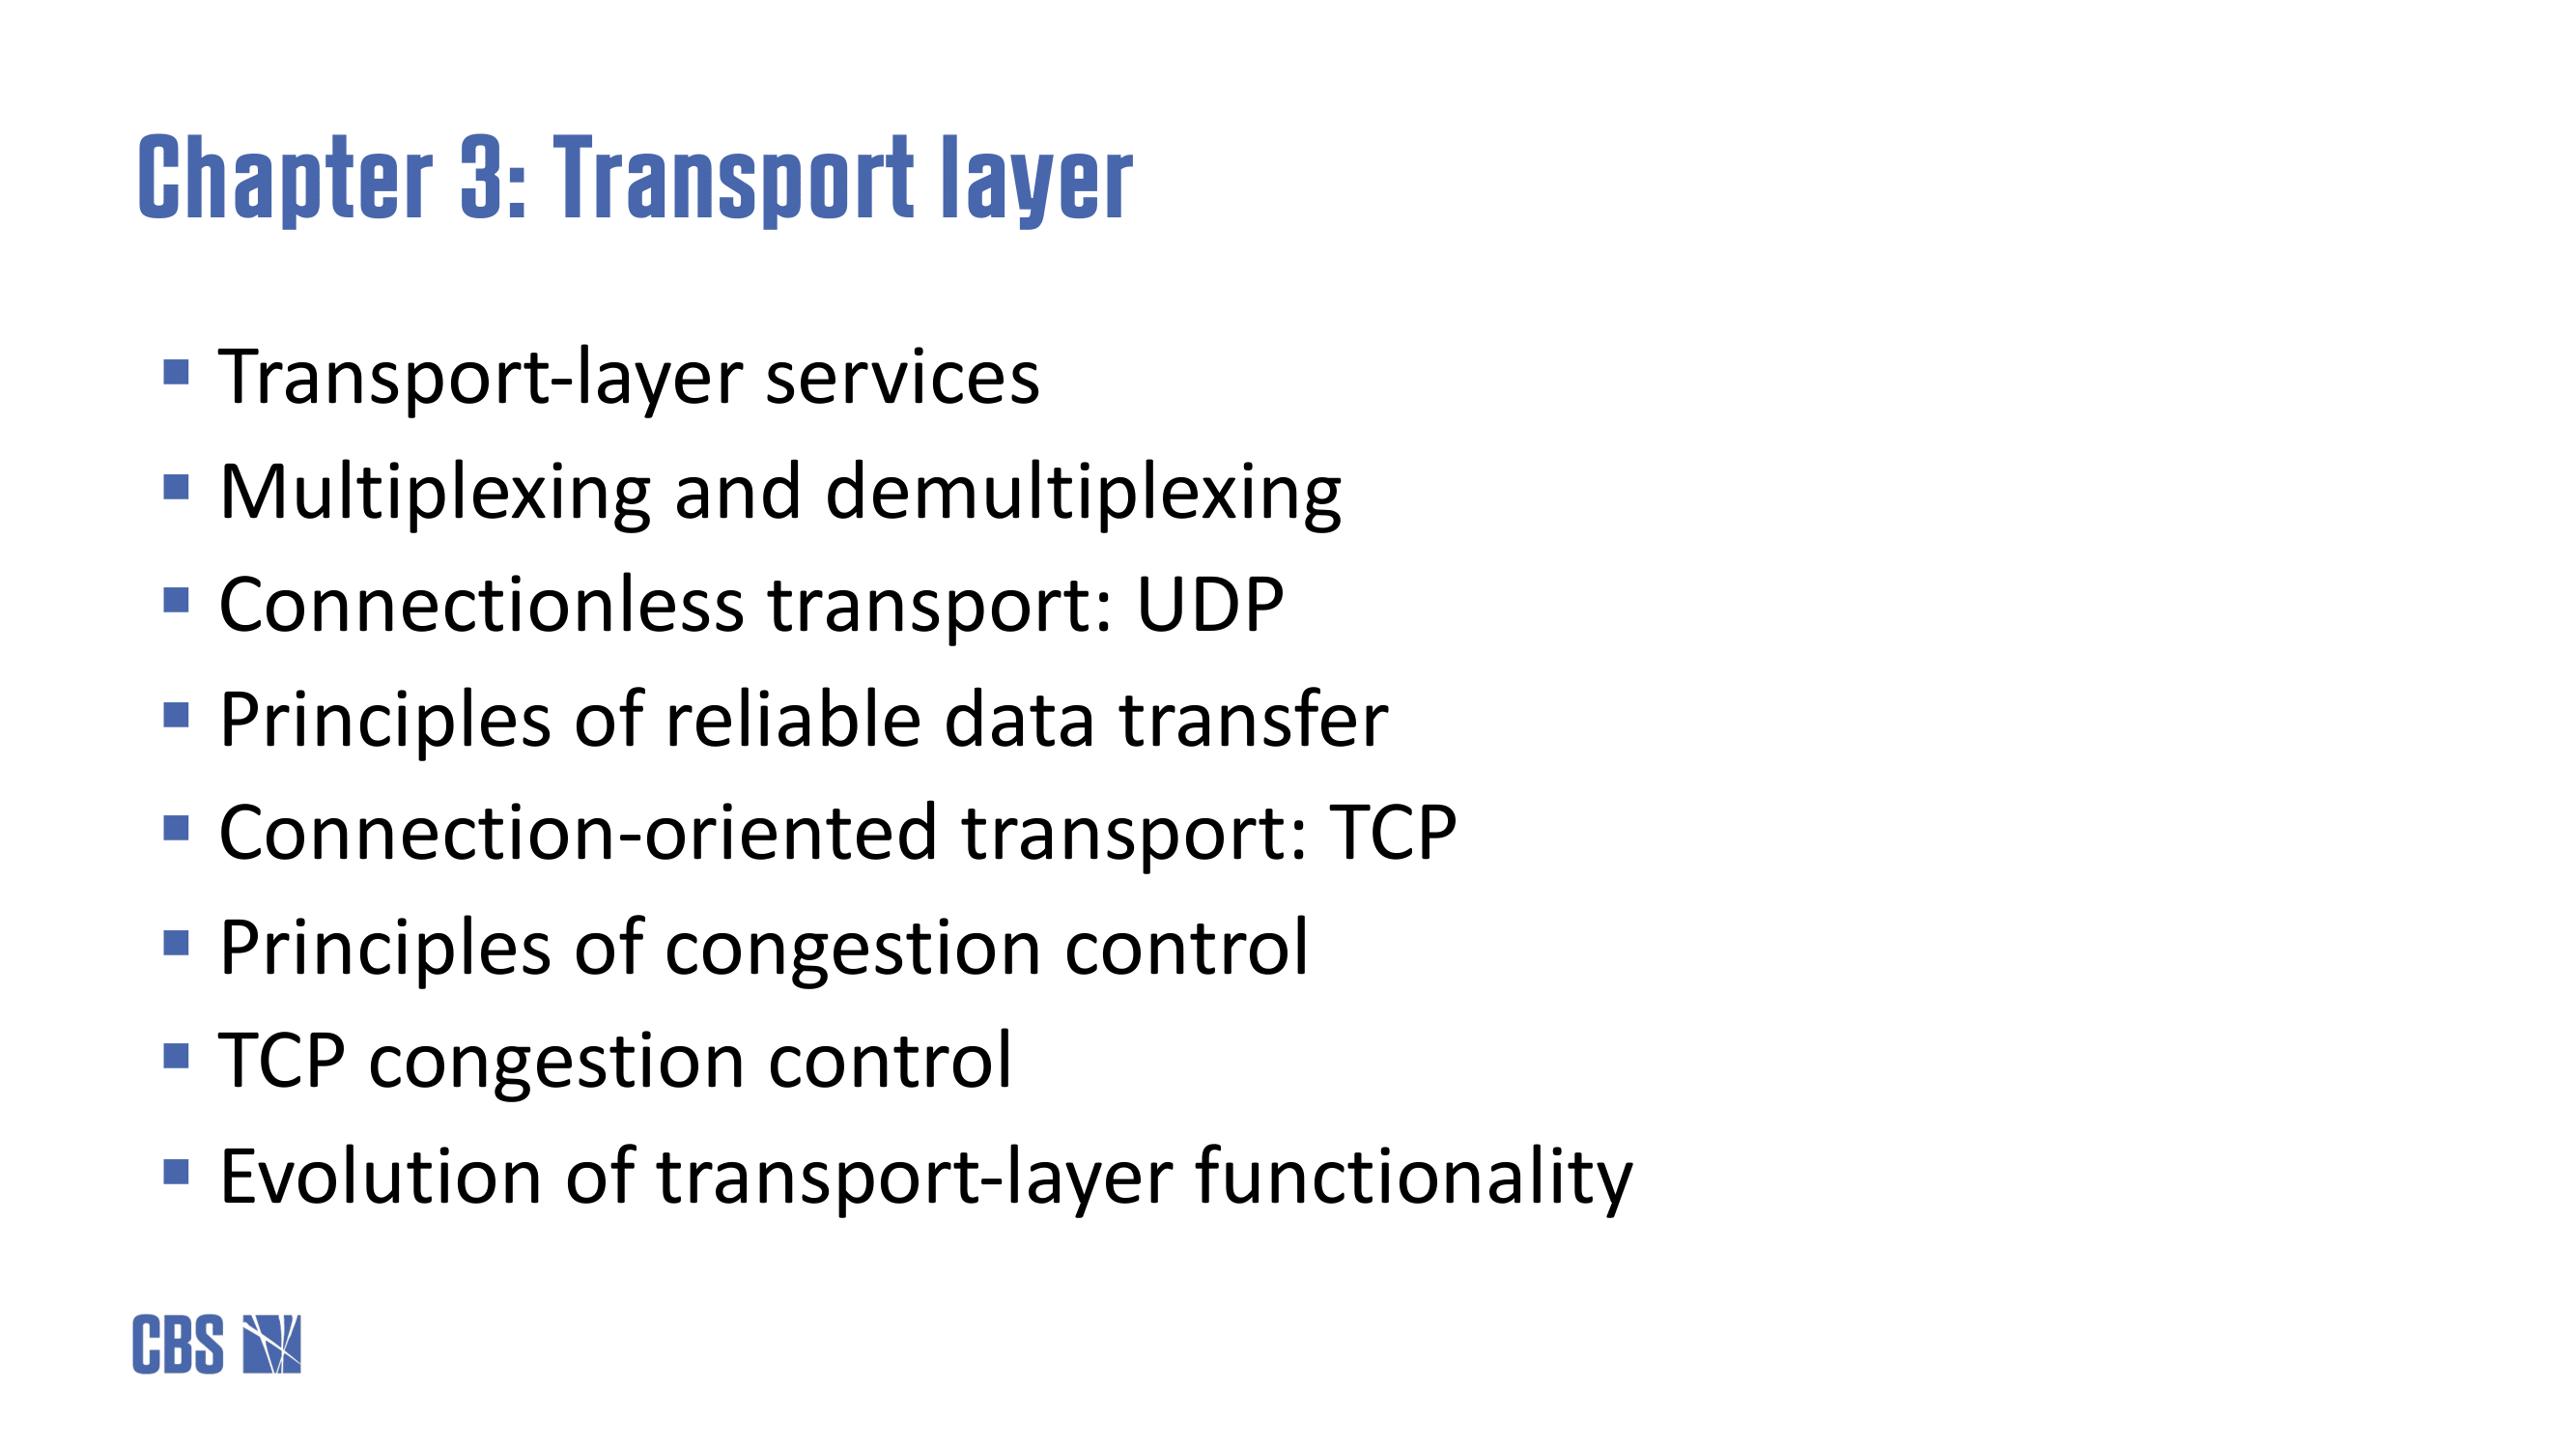 Chapter 3: Transport layer
▪ Transport-layer services
▪ Multiplexing and demultiplexing
▪ Connectionless transport: UDP
▪ Principles of reliable data transfer
▪ Connection-oriented transport: TCP
▪ Principles of congestion control
▪ TCP congestion control
▪ Evolution of transport-layer functionality
CBS